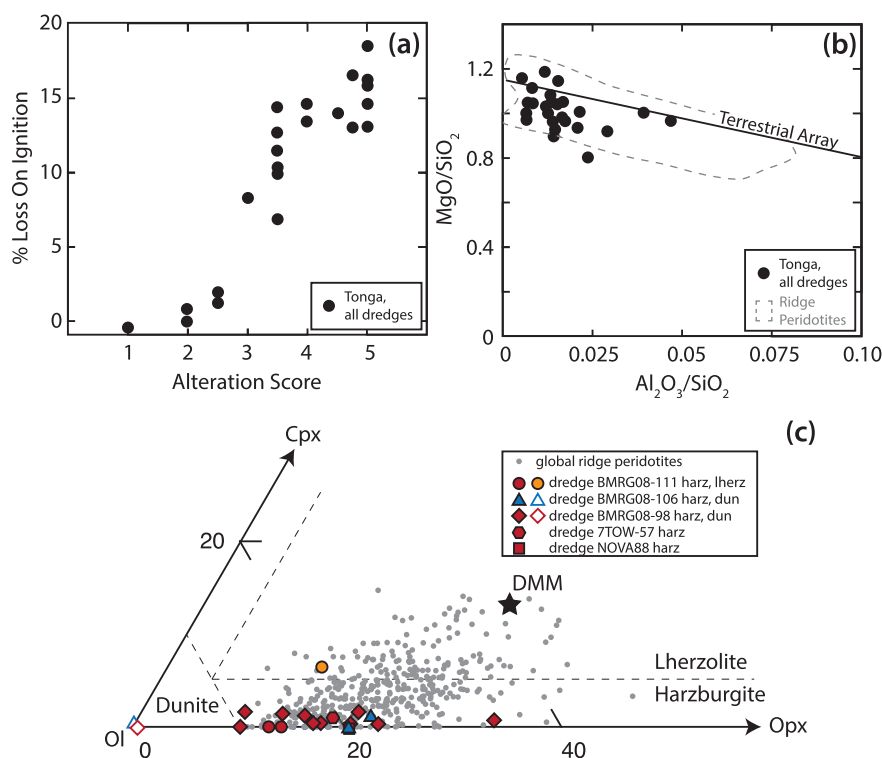 (a)
20
15
10
5
0
% Loss On Ignition
1 2 3 4 5
Alteration Score
Tonga,
all dredges
(b)
1.2
0.8
0.4
0
MgO/SiO2
Terrestrial Array
Tonga,
all dredges
Ridge
Peridotites
0 0.025 0.05 0.075 0.10
Al2O3/SiO2
(c)
Cpx
global ridge peridotites
dredge BMRG08-111 harz, lherz
dredge BMRG08-106 harz, dun
dredge BMRG08-98 harz, dun
dredge 7TOW-57 harz
dredge NOVA88 harz
20
DMM
Lherzolite
Harzburgite
Dunite
Ol
Opx
0 20 40